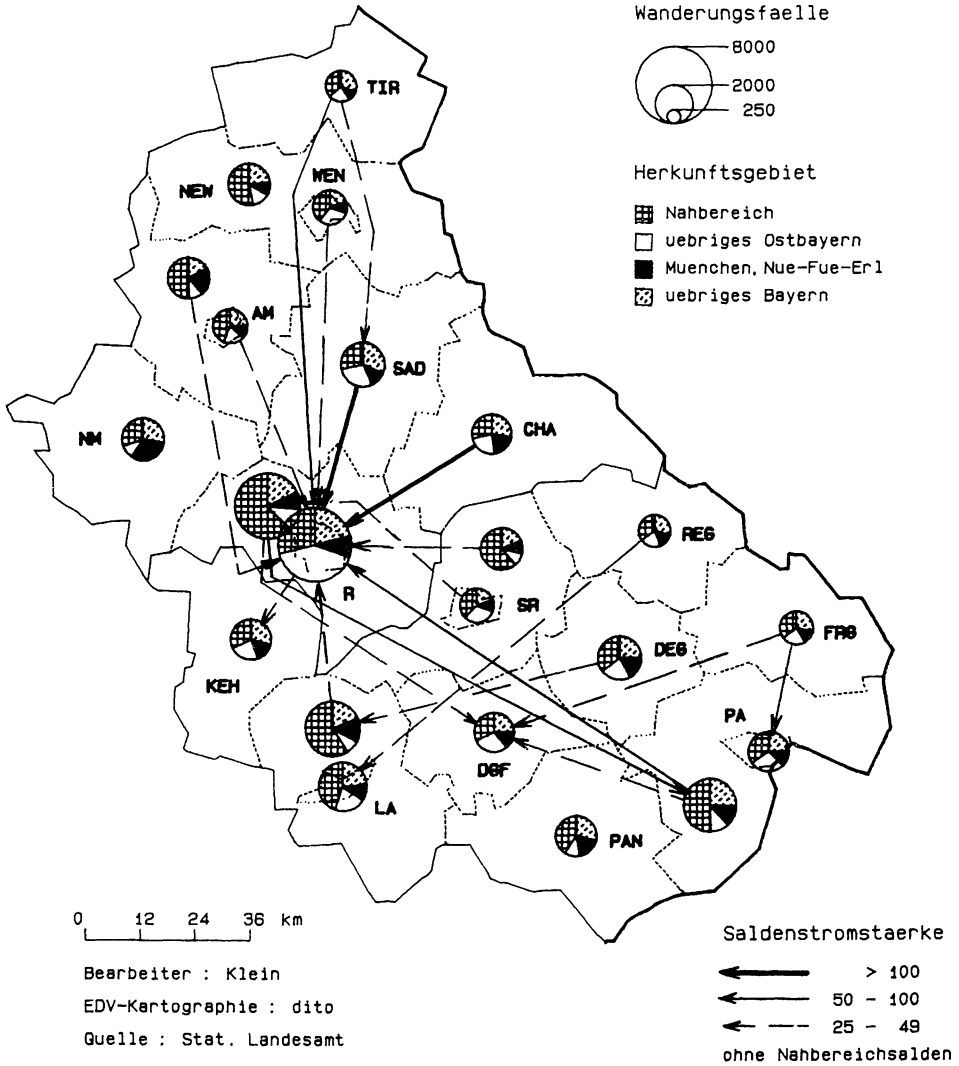 Wanderungsfaelle
8000
2000
250
Herkunftsgebiet
Nahbereich
uebriges Ostbayern
Muenchen, Nue-Fue-Erl
uebriges Bayern
TIR
NEW
WEN
AM
SAD
NM
CHA
REG
R
SR
FRG
DEG
KEH
PA
DGF
LA
PAN
0 12 24 36 km
Bearbeiter : Klein
EDV-Kartographie : dito
Quelle : Stat. Landesamt
Saldenstromstaerke
> 100
50 - 100
25 - 49
ohne Nahbereichsalden